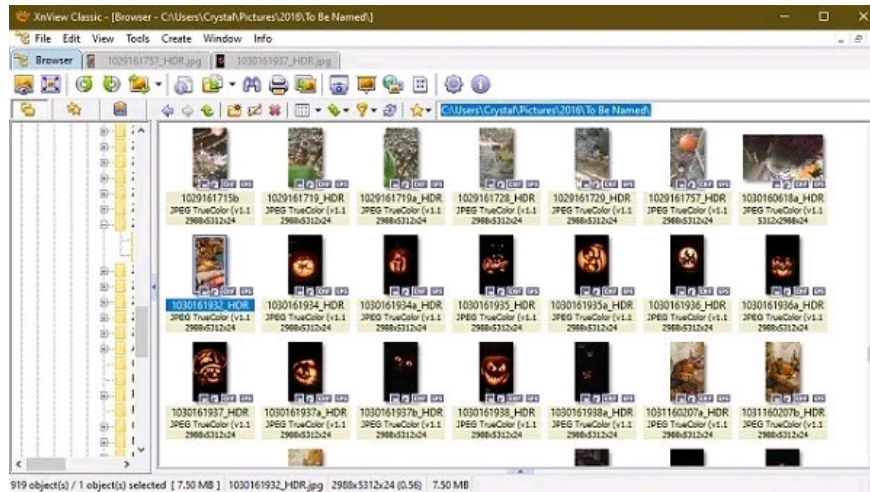 XnView Classic - [Browser - C:\Users\Crystal\Pictures\2016\To Be Named\]
File Edit View Tools Create Window Info
Browser 1029161757_HDR.jpg 1030161937_HDR.jpg
C:\Users\Crystal\Pictures\2016\To Be Named\
1029161715b 1029161719_HDR 1029161719a_HDR 1029161728_HDR 1029161729_HDR 1029161757_HDR 1030160618a_HDR
JPEG TrueColor (v1.1 JPEG TrueColor (v1.1 JPEG TrueColor (v1.1 JPEG TrueColor (v1.1 JPEG TrueColor (v1.1 JPEG TrueColor (v1.1 JPEG TrueColor (v1.1
2988x5312x24 2988x5312x24 2988x5312x24 2988x5312x24 2988x5312x24 2988x5312x24 5312x2988x24
1030161932_HDR 1030161934_HDR 1030161934a_HDR 1030161935_HDR 1030161935a_HDR 1030161936_HDR 1030161936a_HDR
JPEG TrueColor (v1.1 JPEG TrueColor (v1.1 JPEG TrueColor (v1.1 JPEG TrueColor (v1.1 JPEG TrueColor (v1.1 JPEG TrueColor (v1.1 JPEG TrueColor (v1.1
2988x5312x24 2988x5312x24 2988x5312x24 2988x5312x24 2988x5312x24 2988x5312x24 2988x5312x24
1030161937_HDR 1030161937a_HDR 1030161937b_HDR 1030161938_HDR 1030161938a_HDR 1031160207a_HDR 1031160207b_HDR
JPEG TrueColor (v1.1 JPEG TrueColor (v1.1 JPEG TrueColor (v1.1 JPEG TrueColor (v1.1 JPEG TrueColor (v1.1 JPEG TrueColor (v1.1 JPEG TrueColor (v1.1
2988x5312x24 2988x5312x24 2988x5312x24 2988x5312x24 2988x5312x24 2988x5312x24 2988x5312x24
919 object(s) / 1 object(s) selected [ 7.50 MB ] 1030161932_HDR.jpg 2988x5312x24 (0.56) 7.50 MB